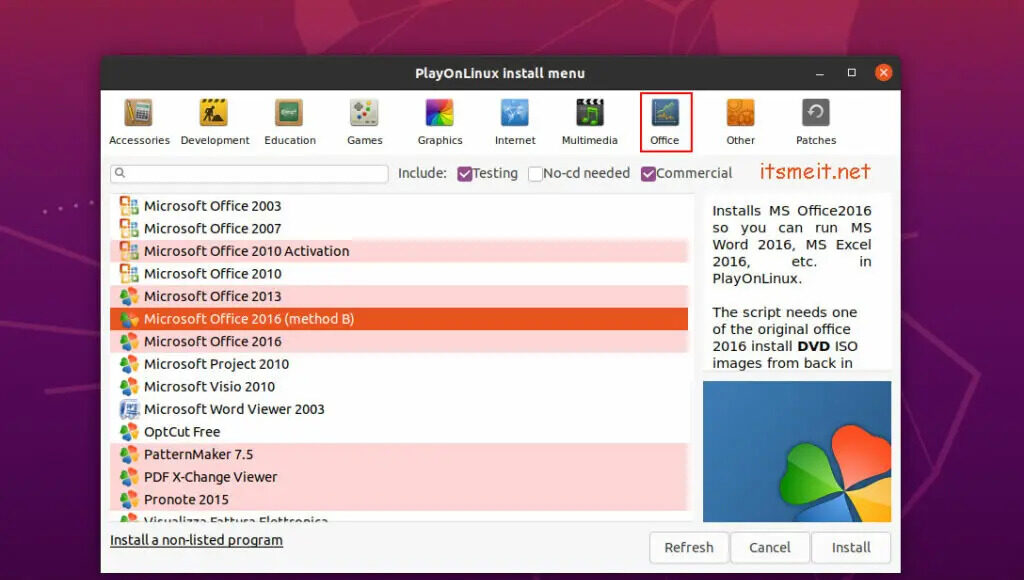 PlayOnLinux install menu
Accessories Development Education Games Graphics Internet Multimedia Office Other Patches
Include: Testing No-cd needed Commercial itsmeit.net
Microsoft Office 2003
Microsoft Office 2007
Microsoft Office 2010 Activation
Microsoft Office 2010
Microsoft Office 2013
Microsoft Office 2016 (method B)
Microsoft Office 2016
Microsoft Project 2010
Microsoft Visio 2010
Microsoft Word Viewer 2003
OptCut Free
PatternMaker 7.5
PDF X-Change Viewer
Pronote 2015
Visualizza Fattura Elettronica
Installs MS Office2016
so you can run MS
Word 2016, MS Excel
2016, etc. in
PlayOnLinux.
The script needs one
of the original office
2016 install DVD ISO
images from back in
Install a non-listed program
Refresh Cancel Install